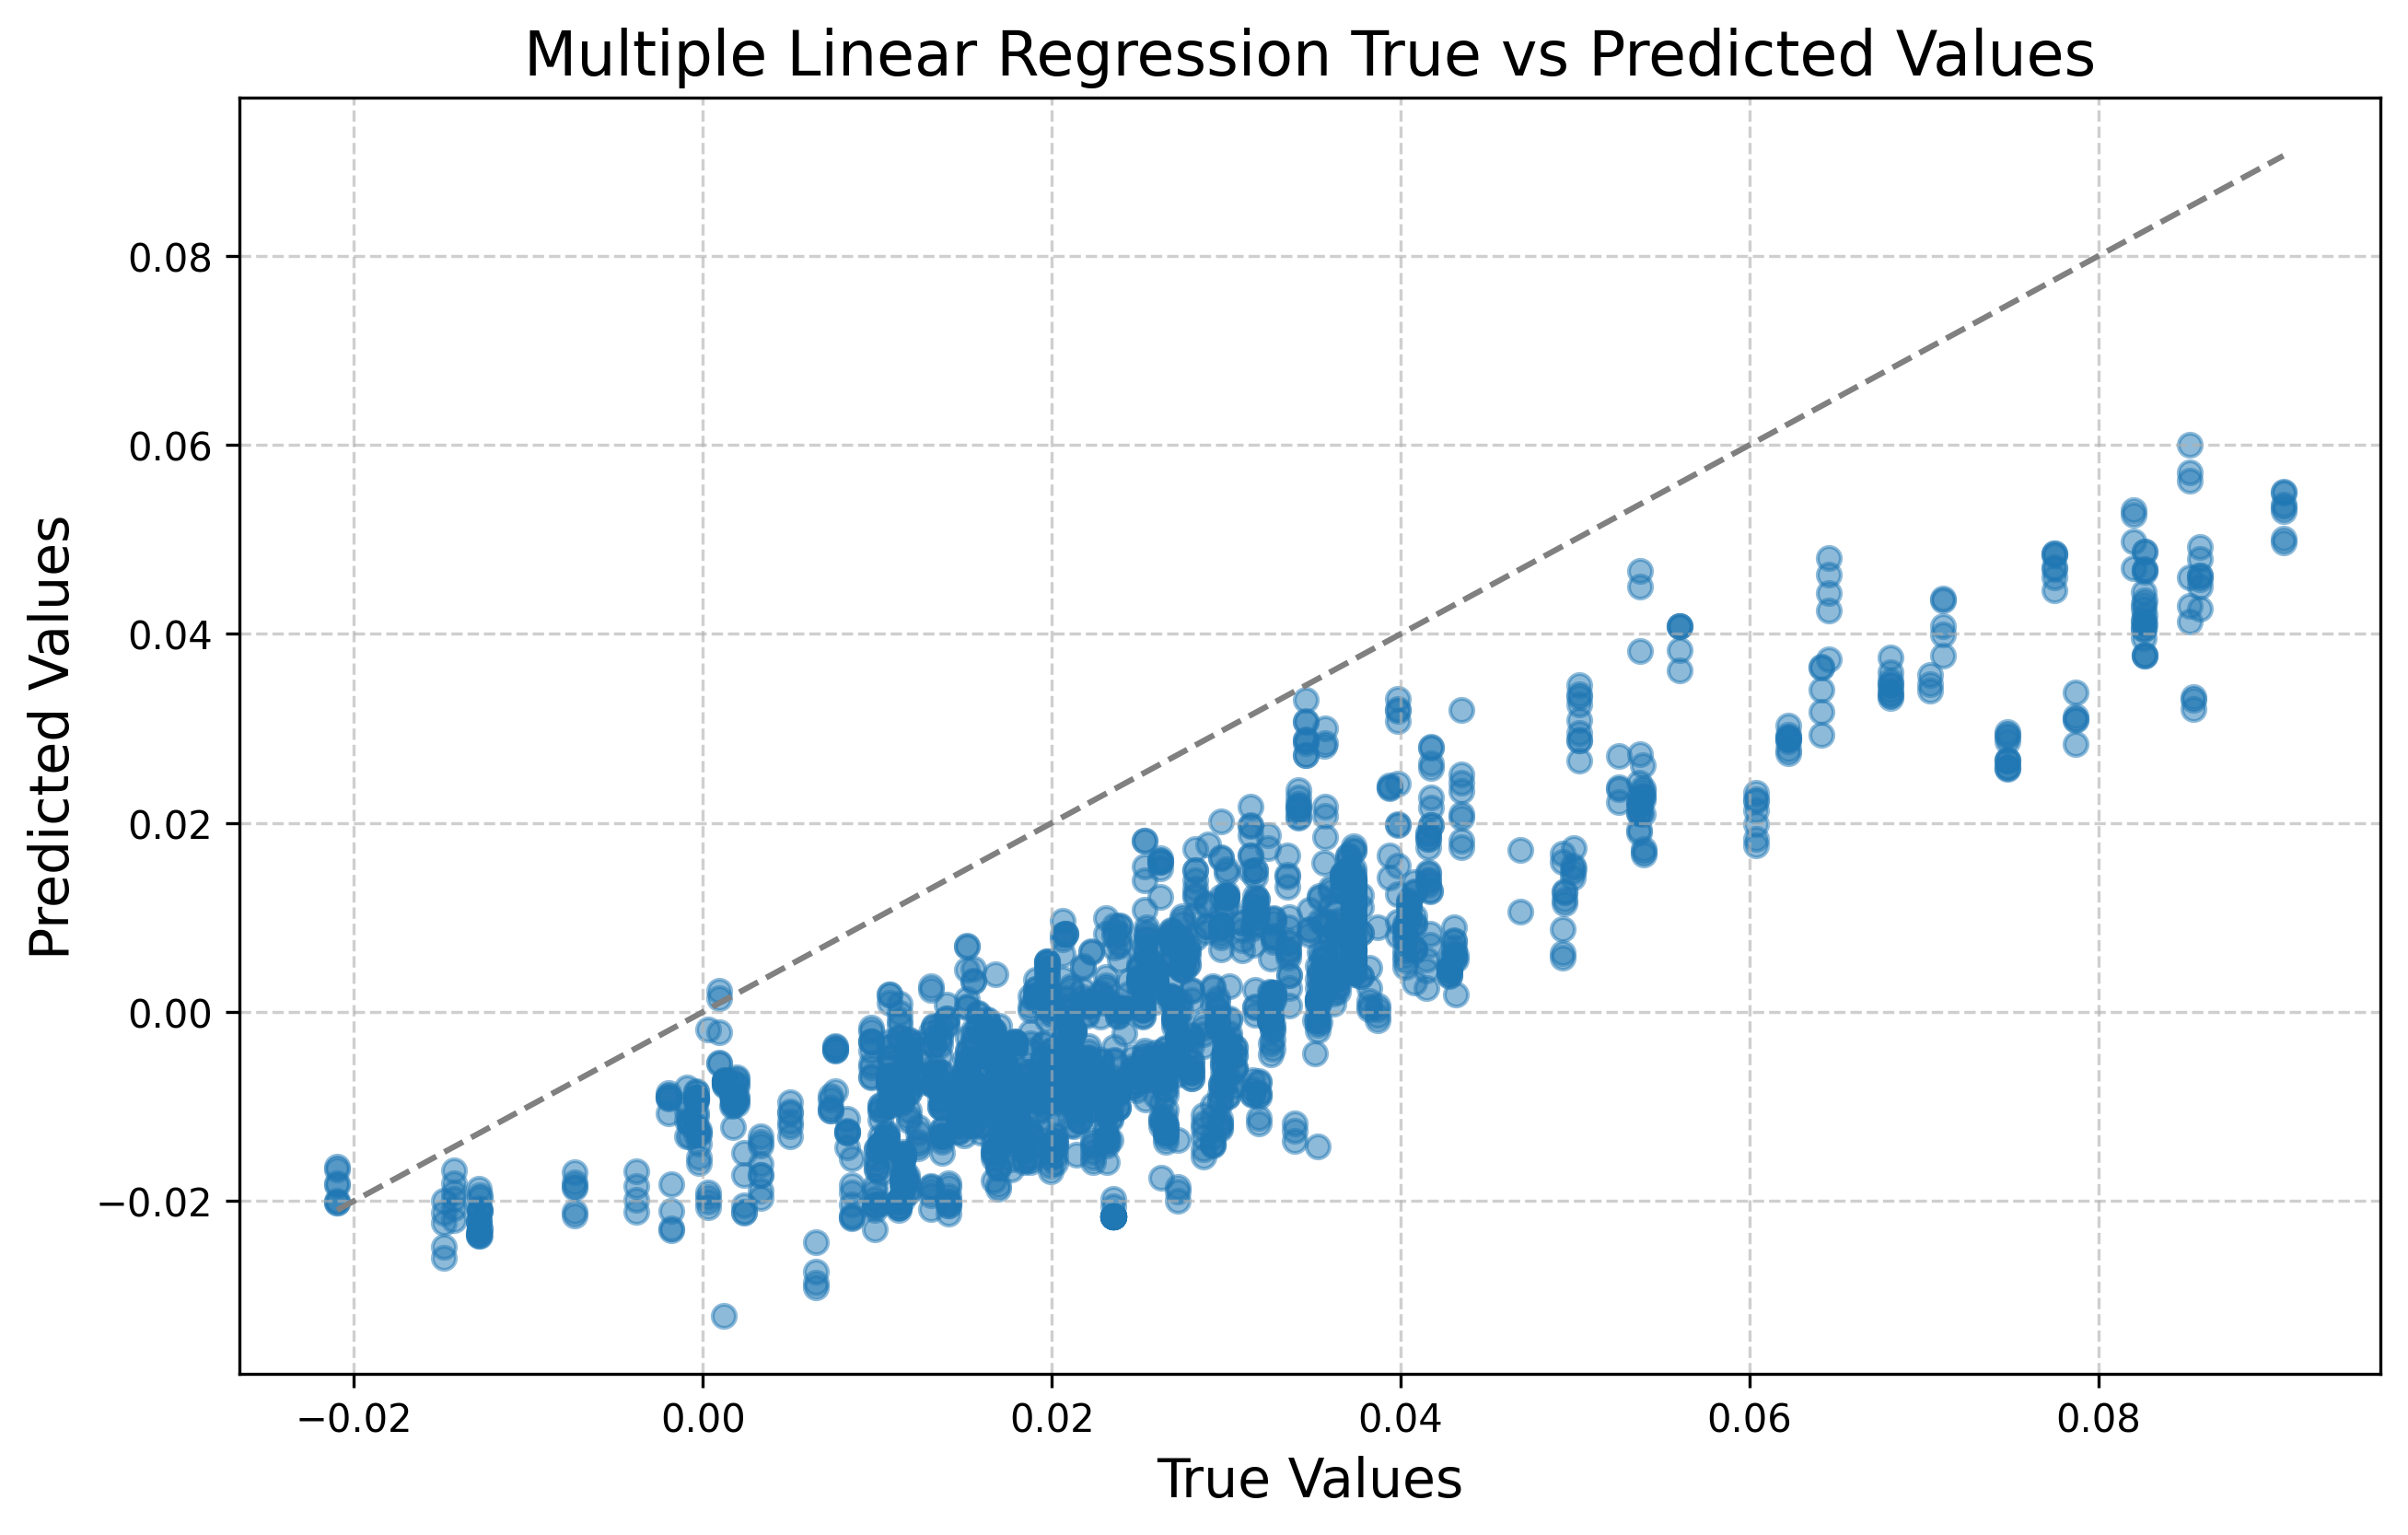 Multiple Linear Regression True vs Predicted Values
Predicted Values
0.08
0.06
0.04
0.02
0.00
−0.02
−0.02 0.00 0.02 0.04 0.06 0.08
True Values